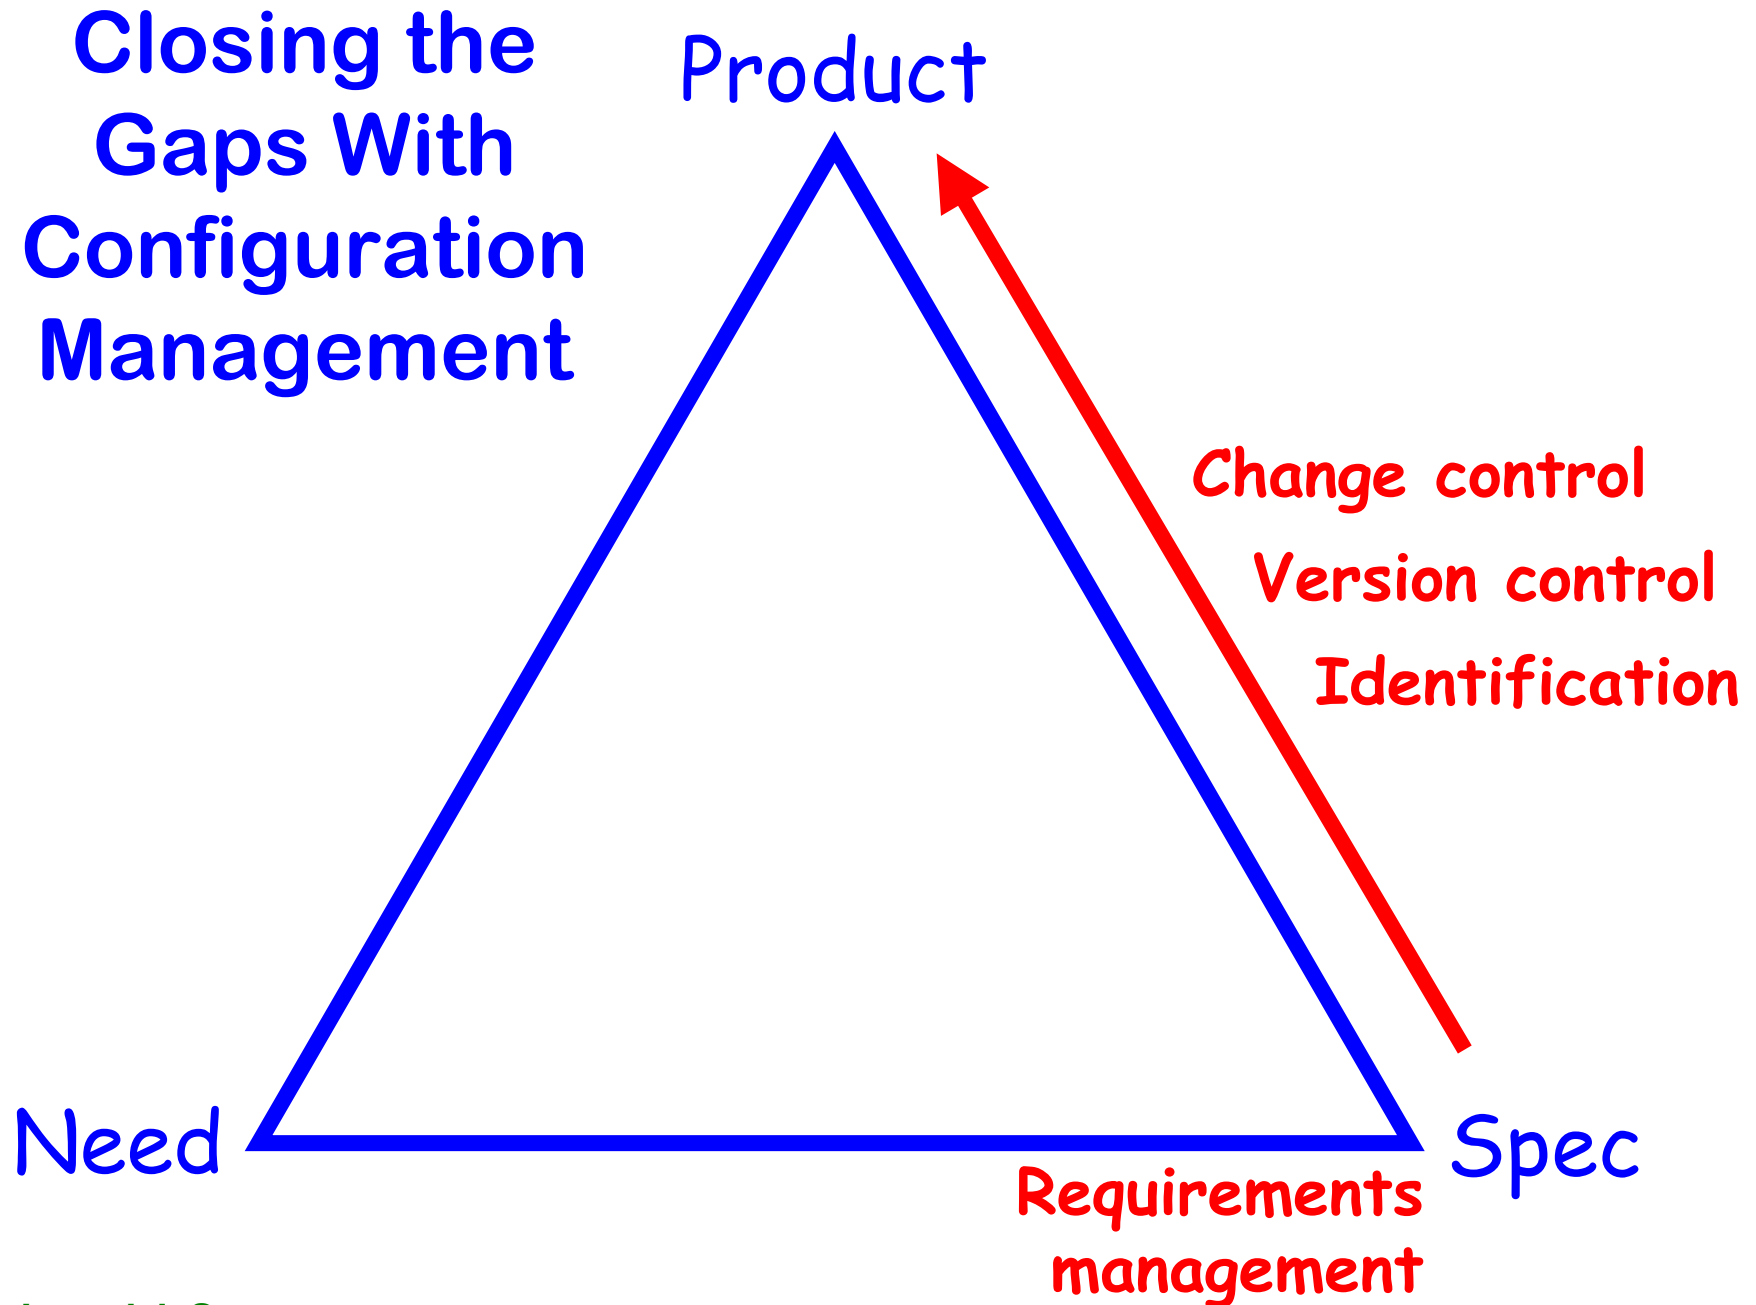 Closing the
Gaps With
Configuration
Management
Product
Change control
Version control
Identification
Need
Spec
Requirements
management